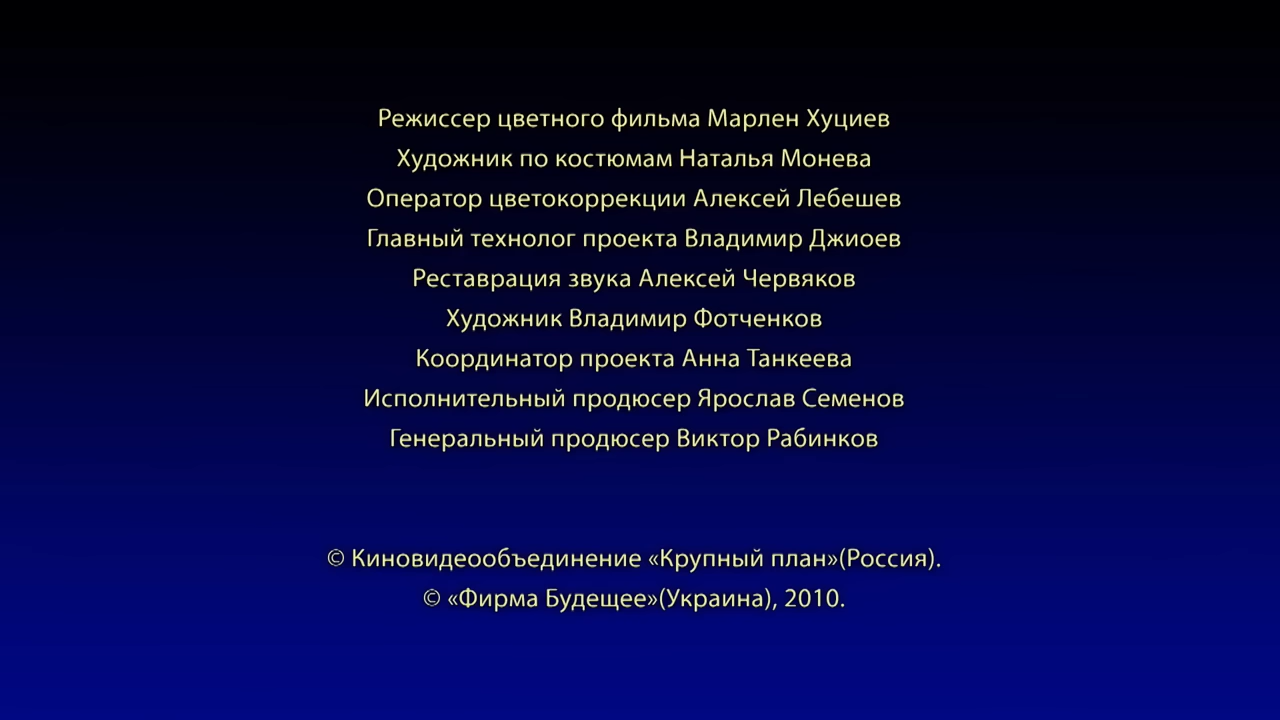 Режиссер цветного фильма Марлен Хуциев
Художник по костюмам Наталья Монева
Оператор цветокоррекции Алексей Лебешев
Главный технолог проекта Владимир Джиоев
Реставрация звука Алексей Червяков
Художник Владимир Фотченков
Координатор проекта Анна Танкеева
Исполнительный продюсер Ярослав Семенов
Генеральный продюсер Виктор Рабинков
© Киновидеообъединение «Крупный план»(Россия).
© «Фирма Будещее»(Украина), 2010.